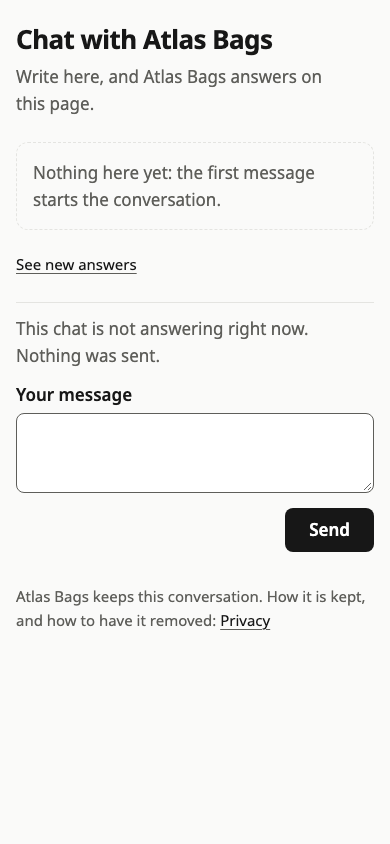 Chat with Atlas Bags
Write here, and Atlas Bags answers on
this page.
Nothing here yet: the first message
starts the conversation.
See new answers
This chat is not answering right now.
Nothing was sent.
Your message
Send
Atlas Bags keeps this conversation. How it is kept,
and how to have it removed: Privacy